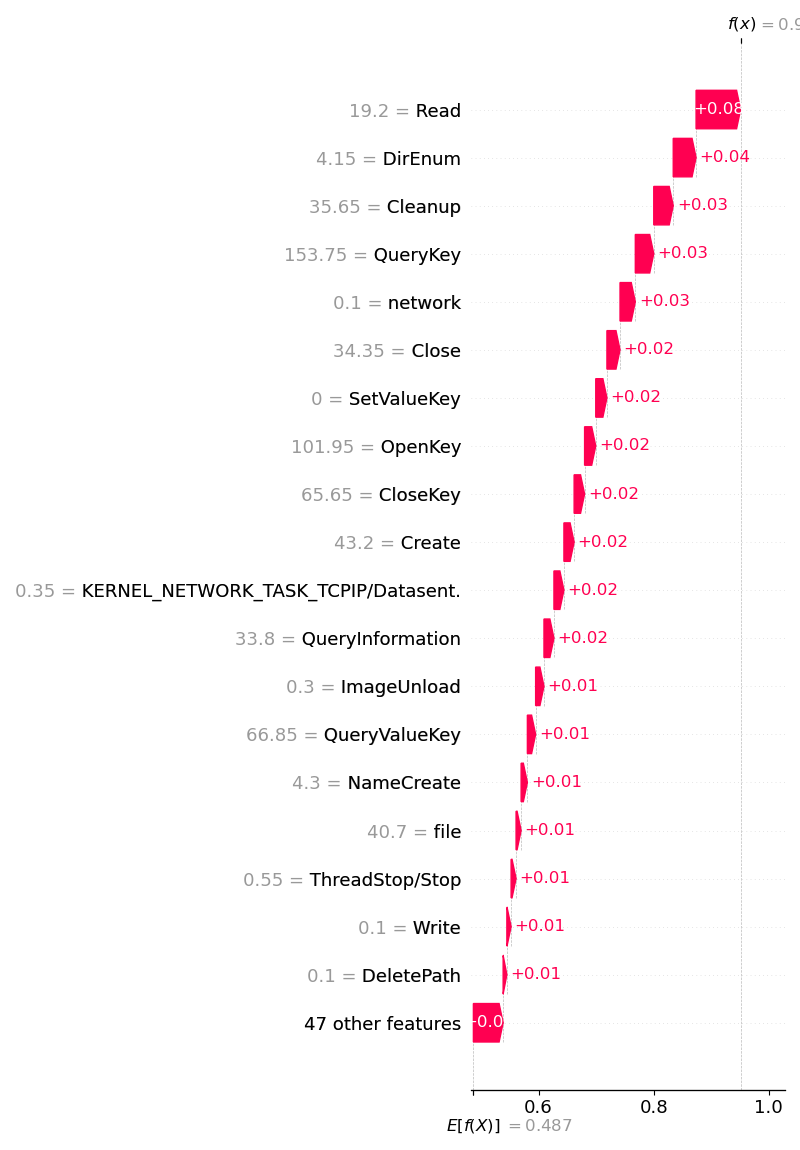 f(x) = 0.9
19.2 = Read
+0.08
4.15 = DirEnum
+0.04
35.65 = Cleanup
+0.03
153.75 = QueryKey
+0.03
0.1 = network
+0.03
34.35 = Close
+0.02
0 = SetValueKey
+0.02
101.95 = OpenKey
+0.02
65.65 = CloseKey
+0.02
43.2 = Create
+0.02
0.35 = KERNEL_NETWORK_TASK_TCPIP/Datasent.
+0.02
33.8 = QueryInformation
+0.02
0.3 = ImageUnload
+0.01
66.85 = QueryValueKey
+0.01
4.3 = NameCreate
+0.01
40.7 = file
+0.01
0.55 = ThreadStop/Stop
+0.01
0.1 = Write
+0.01
0.1 = DeletePath
+0.01
47 other features
0.6 0.8 1.0
E[f(X)] = 0.487